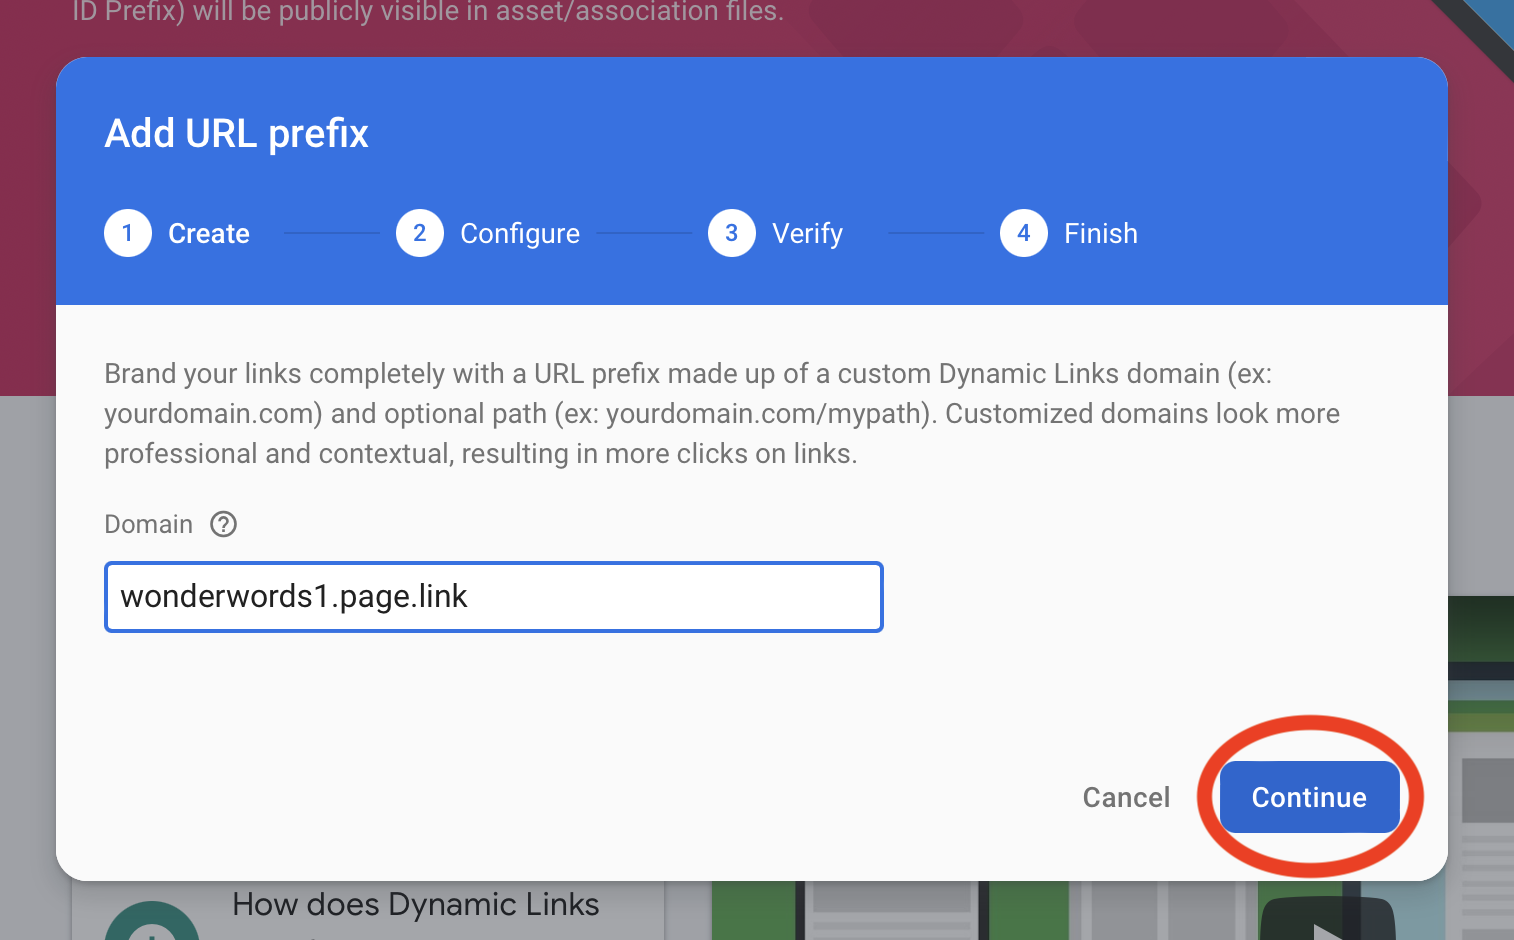 ID Prefix) will be publicly visible in asset/association files.
Add URL prefix
1 Create 2 Configure 3 Verify 4 Finish
Brand your links completely with a URL prefix made up of a custom Dynamic Links domain (ex:
yourdomain.com) and optional path (ex: yourdomain.com/mypath). Customized domains look more
professional and contextual, resulting in more clicks on links.
Domain ?
wonderwords1.page.link
Cancel Continue
How does Dynamic Links